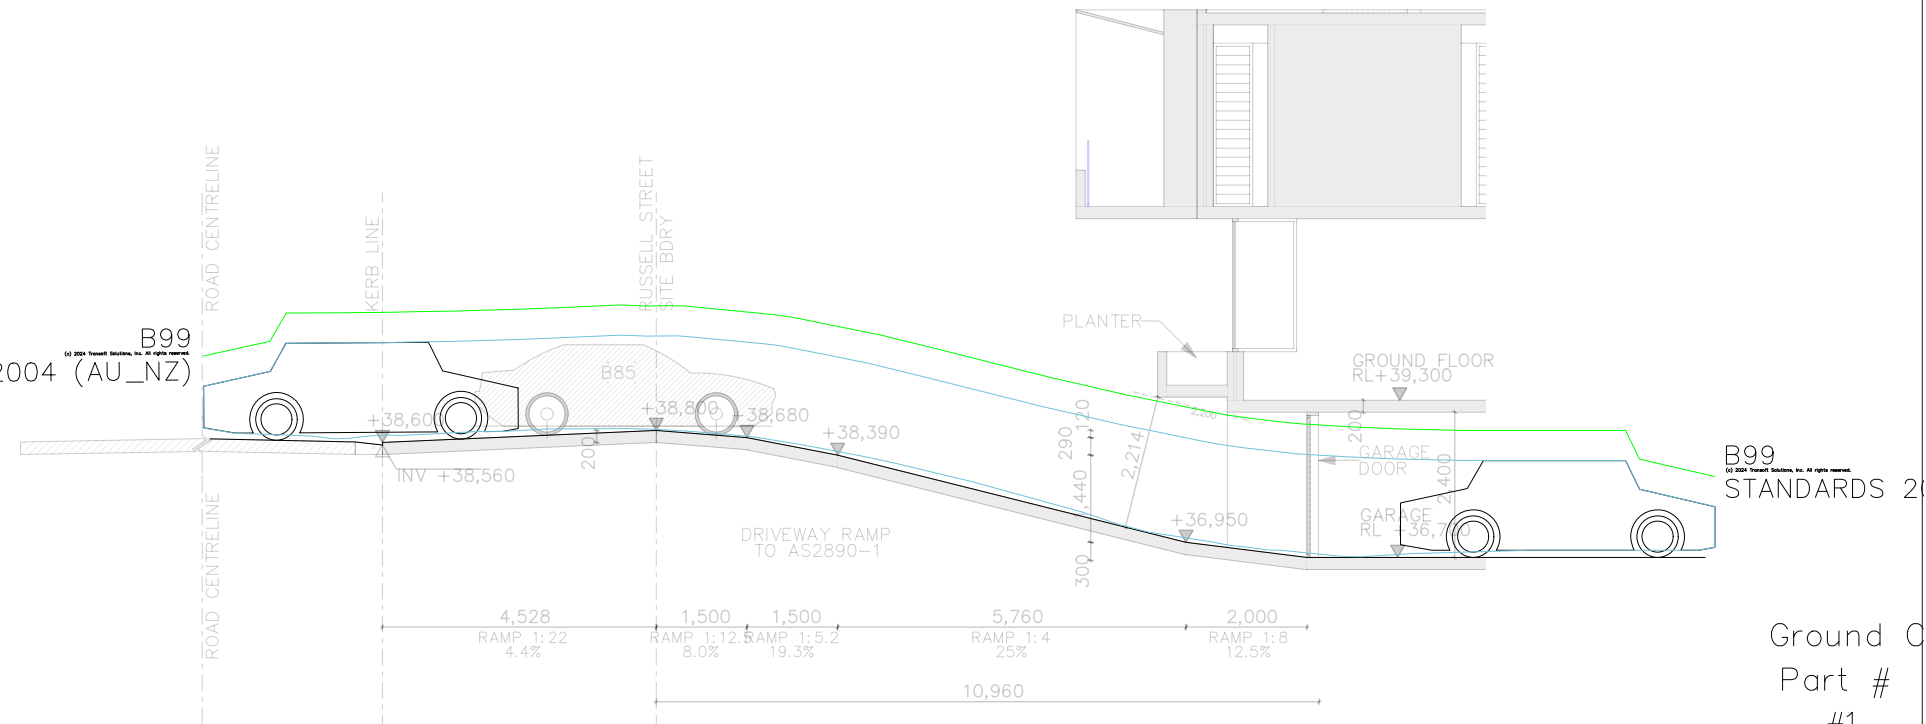 ROAD CENTRELINE
KERB LINE
RUSSELL STREET
SITE BDRY
PLANTER
B99
(c) 2024 Transoft Solutions, Inc. All rights reserved.
2004 (AU_NZ)
B85
GROUND FLOOR
RL+39,300
+38,600
+38,800
+38,680
+38,390
INV +38,560
200
120
290
1,440
300
2,214
2.200
200
2,400
GARAGE
DOOR
GARAGE
RL +36,700
+36,950
B99
(c) 2024 Transoft Solutions, Inc. All rights reserved.
STANDARDS 20
DRIVEWAY RAMP
TO AS2890-1
ROAD CENTRELINE
4,528
RAMP 1:22
4.4%
1,500
RAMP 1:12.5
8.0%
1,500
RAMP 1:5.2
19.3%
5,760
RAMP 1:4
25%
2,000
RAMP 1:8
12.5%
10,960
Ground C
Part #
#1